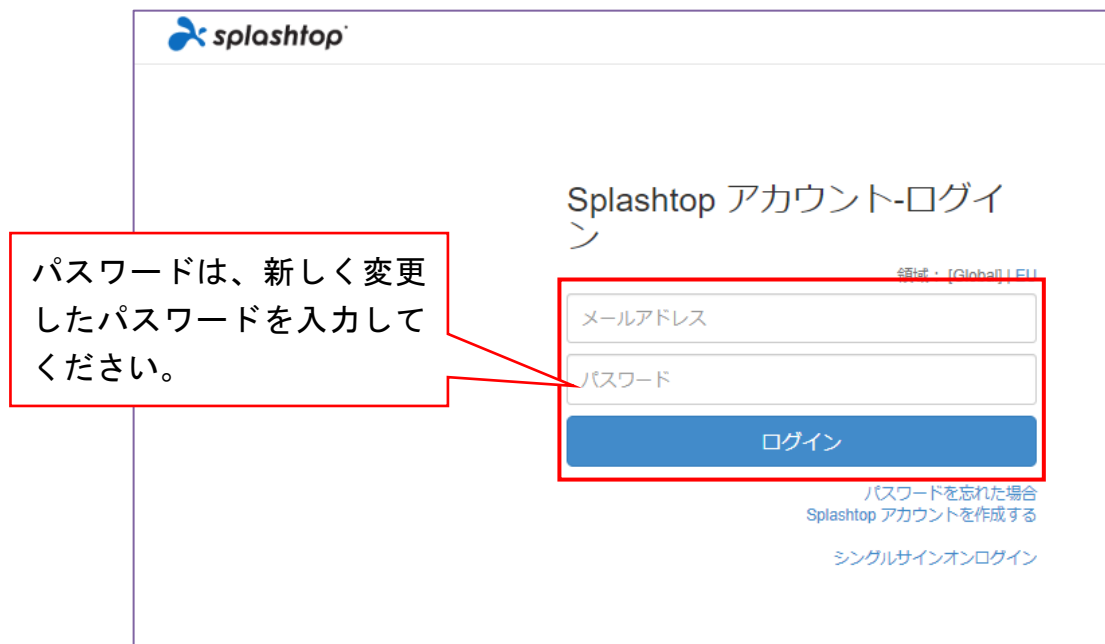 splashtop
Splashtop アカウント-ログイ
ン
領域： [Global] | EU
パスワードは、新しく変更
したパスワードを入力して
ください。
メールアドレス
パスワード
ログイン
パスワードを忘れた場合
Splashtop アカウントを作成する
シングルサインオンログイン